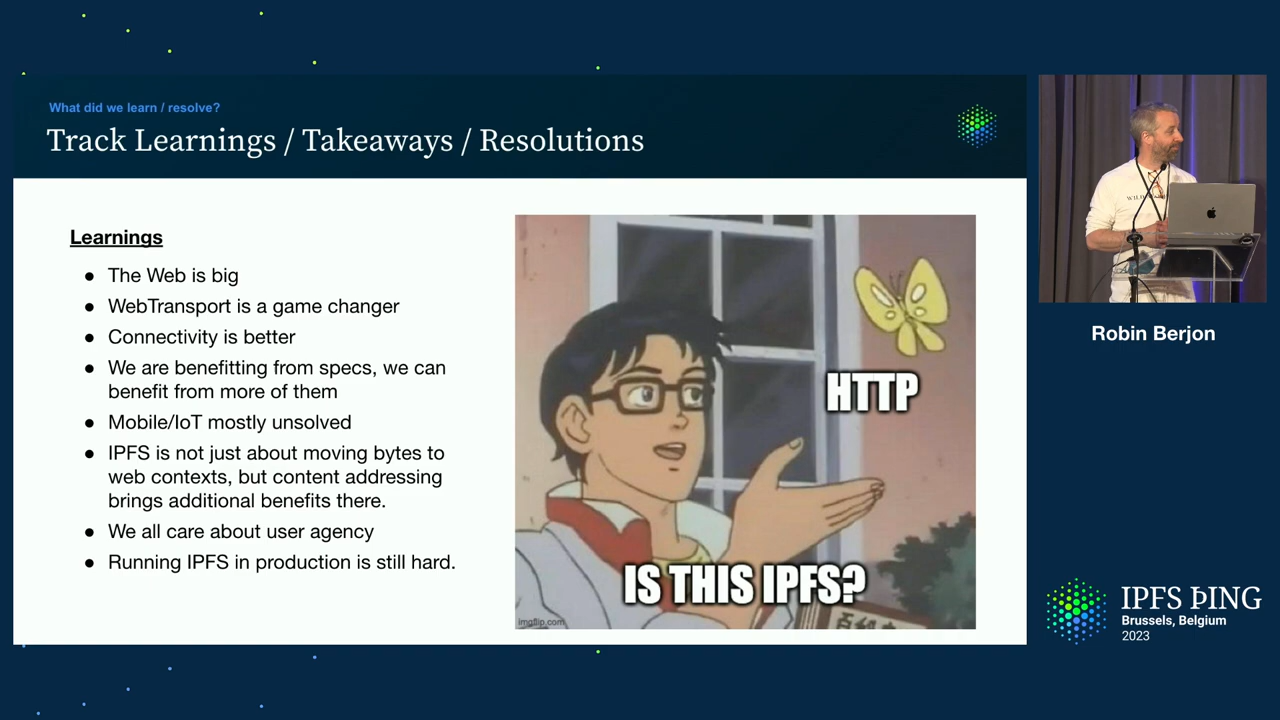 What did we learn / resolve?
Track Learnings / Takeaways / Resolutions
Learnings
● The Web is big
● WebTransport is a game changer
● Connectivity is better
● We are benefitting from specs, we can
benefit from more of them
● Mobile/IoT mostly unsolved
● IPFS is not just about moving bytes to
web contexts, but content addressing
brings additional benefits there.
● We all care about user agency
● Running IPFS in production is still hard.
HTTP
IS THIS IPFS?
imgflip.com
Robin Berjon
IPFS ÞING
Brussels, Belgium
2023